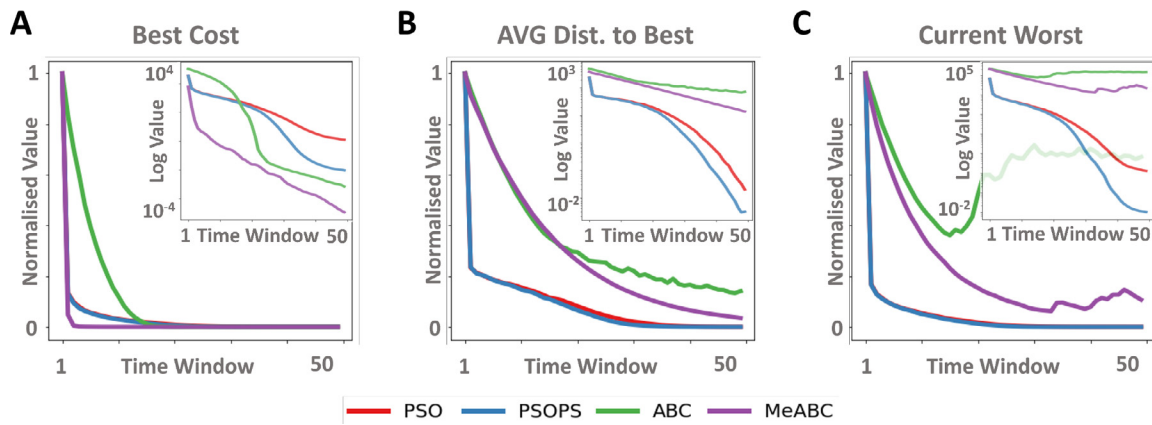 A
Best Cost
Normalised Value
1
0
1
Time Window
50
Log Value
10^4
10^-4
1 Time Window 50
B
AVG Dist. to Best
Normalised Value
1
0
1
Time Window
50
Log Value
10^3
10^-2
1 Time Window 50
C
Current Worst
Normalised Value
1
0
1
Time Window
50
Log Value
10^5
10^-2
1 Time Window 50
PSO PSOPS ABC MeABC